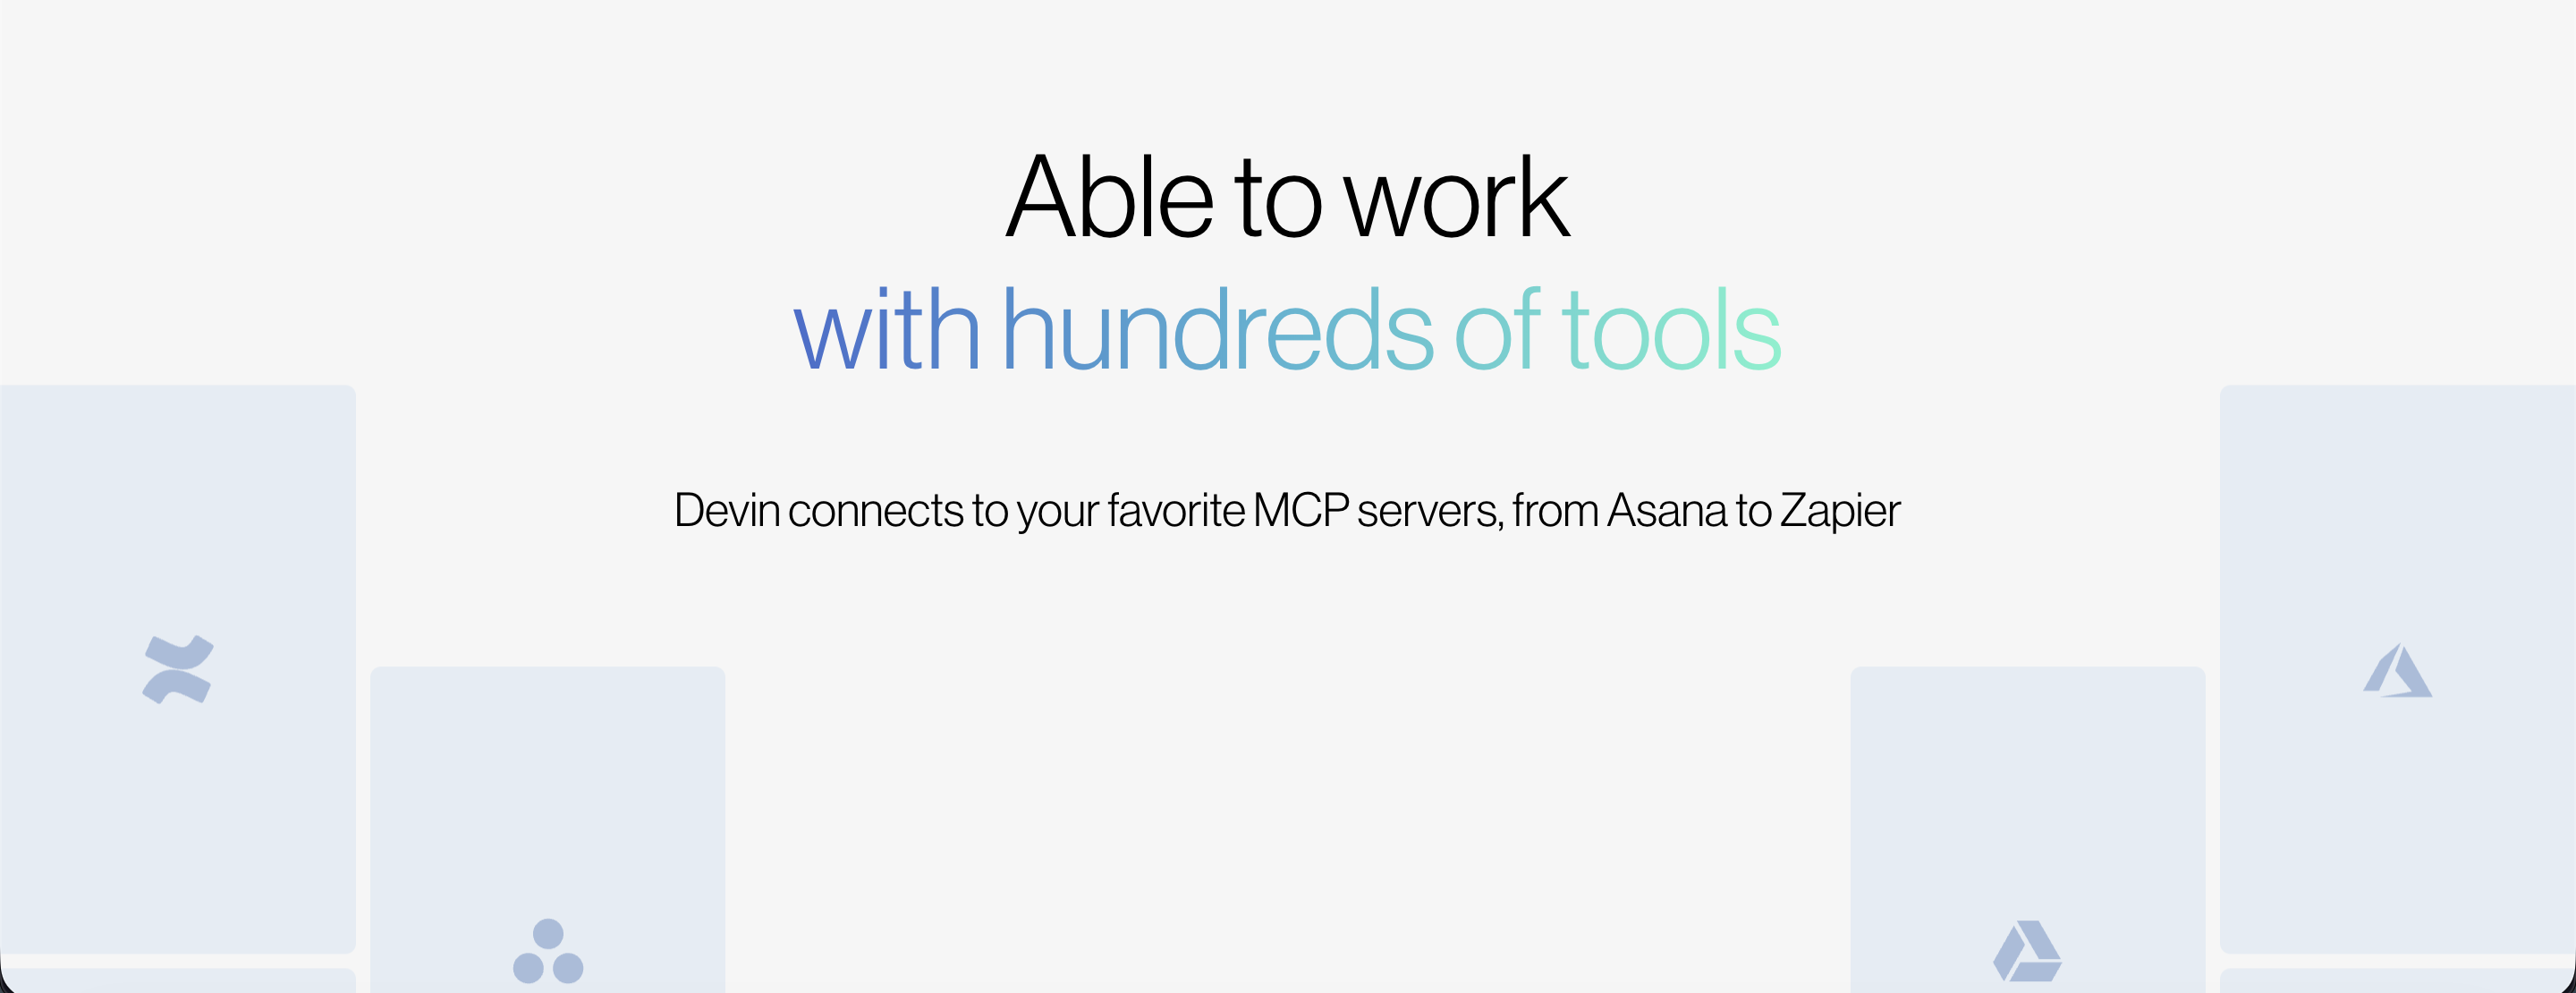 Able to work
with hundreds of tools
Devin connects to your favorite MCP servers, from Asana to Zapier